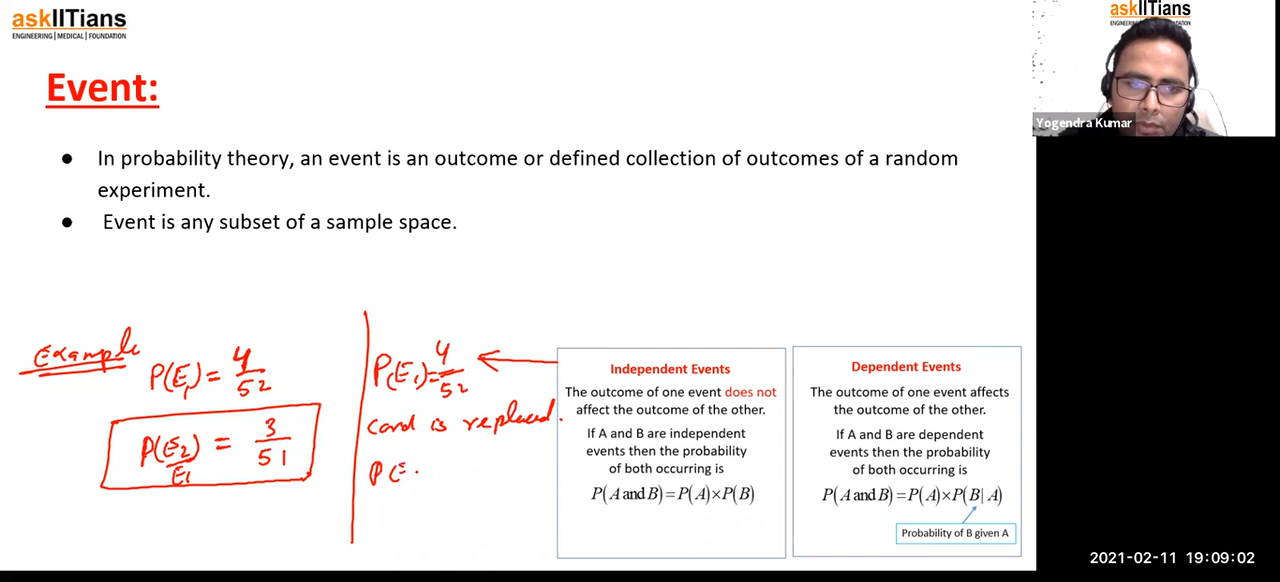 askIITians
ENGINEERING | MEDICAL | FOUNDATION
askIITians
Yogendra Kumar
Event:
● In probability theory, an event is an outcome or defined collection of outcomes of a random
experiment.
● Event is any subset of a sample space.
Example
P(E₁) = 4/52
P(E₂/E₁) = 3/51
P(E₁) = 4/52
card is replaced.
P(E.
Independent Events
The outcome of one event does not
affect the outcome of the other.
If A and B are independent
events then the probability
of both occurring is
P(A and B)=P(A)×P(B)
Dependent Events
The outcome of one event affects
the outcome of the other.
If A and B are dependent
events then the probability
of both occurring is
P(A and B)=P(A)×P(B| A)
Probability of B given A
2021-02-11 19:09:02